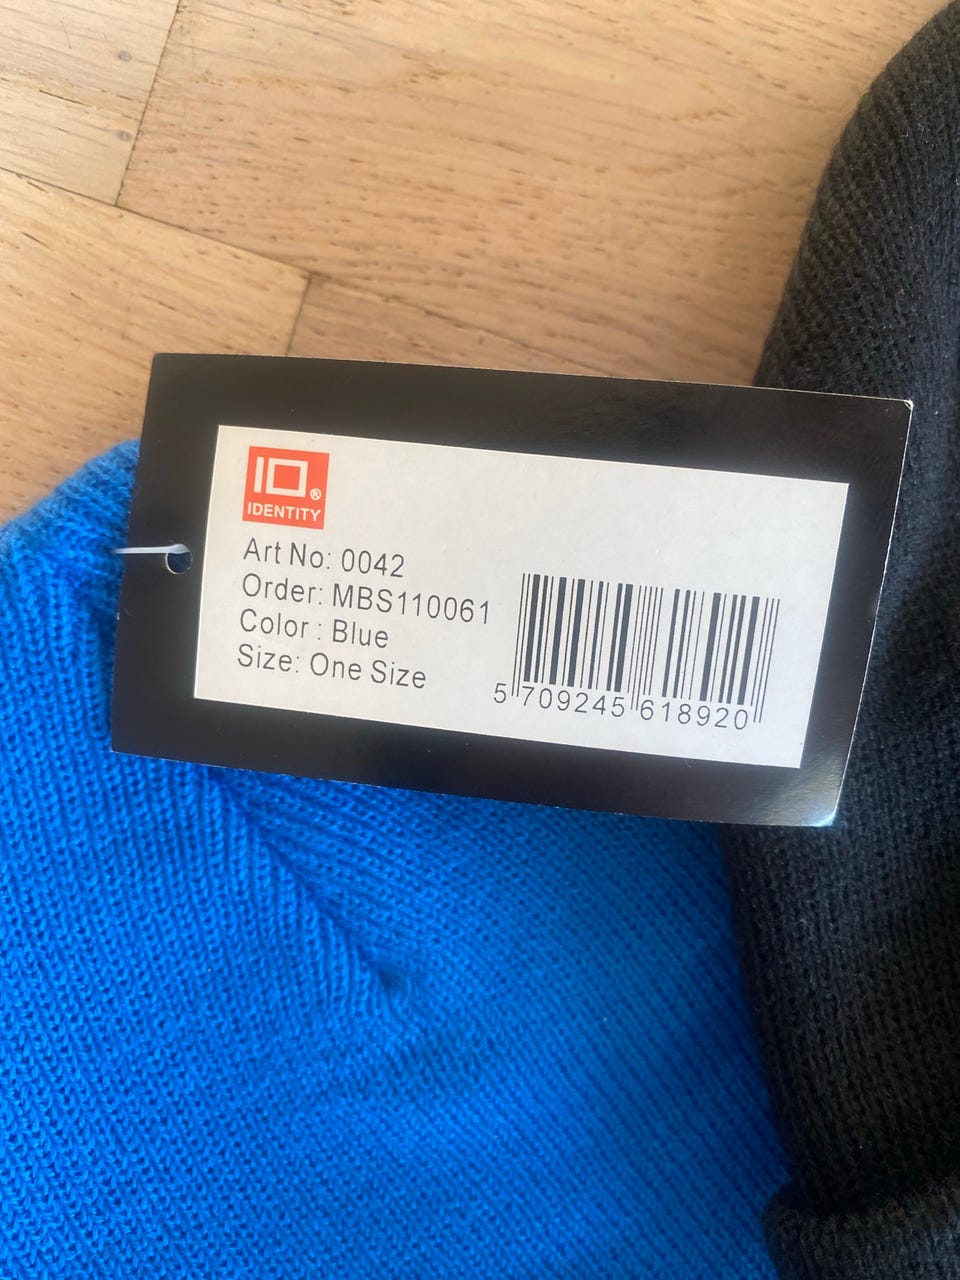 ID®
IDENTITY
Art No: 0042
Order: MBS110061
Color : Blue
Size: One Size
5 709245 618920